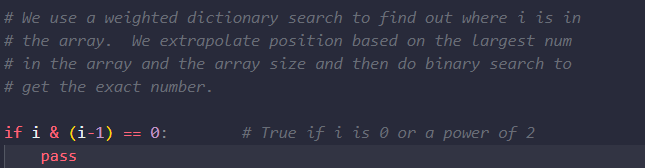 # We use a weighted dictionary search to find out where i is in
# the array.  We extrapolate position based on the largest num
# in the array and the array size and then do binary search to
# get the exact number.
if i & (i-1) == 0:        # True if i is 0 or a power of 2
    pass